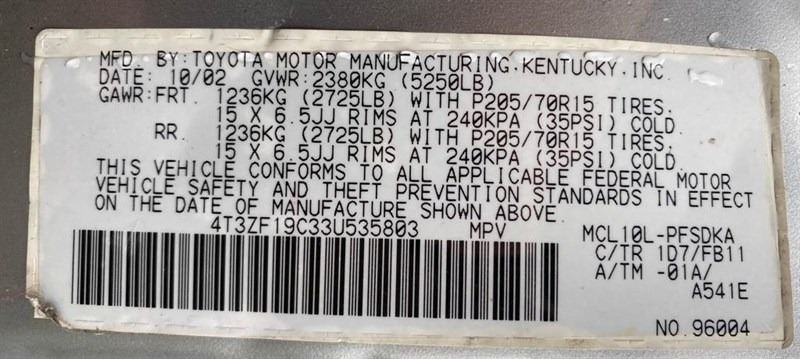 MFD. BY:TOYOTA MOTOR MANUFACTURING.KENTUCKY.INC.
DATE: 10/02 GVWR:2380KG (5250LB)
GAWR:FRT. 1236KG (2725LB) WITH P205/70R15 TIRES.
15 X 6.5JJ RIMS AT 240KPA (35PSI) COLD.
RR. 1236KG (2725LB) WITH P205/70R15 TIRES.
15 X 6.5JJ RIMS AT 240KPA (35PSI) COLD.
THIS VEHICLE CONFORMS TO ALL APPLICABLE FEDERAL MOTOR
VEHICLE SAFETY AND THEFT PREVENTION STANDARDS IN EFFECT
ON THE DATE OF MANUFACTURE SHOWN ABOVE.
4T3ZF19C33U535803 MPV
MCL10L-PFSDKA
C/TR 1D7/FB11
A/TM -01A/
A541E
NO.96004